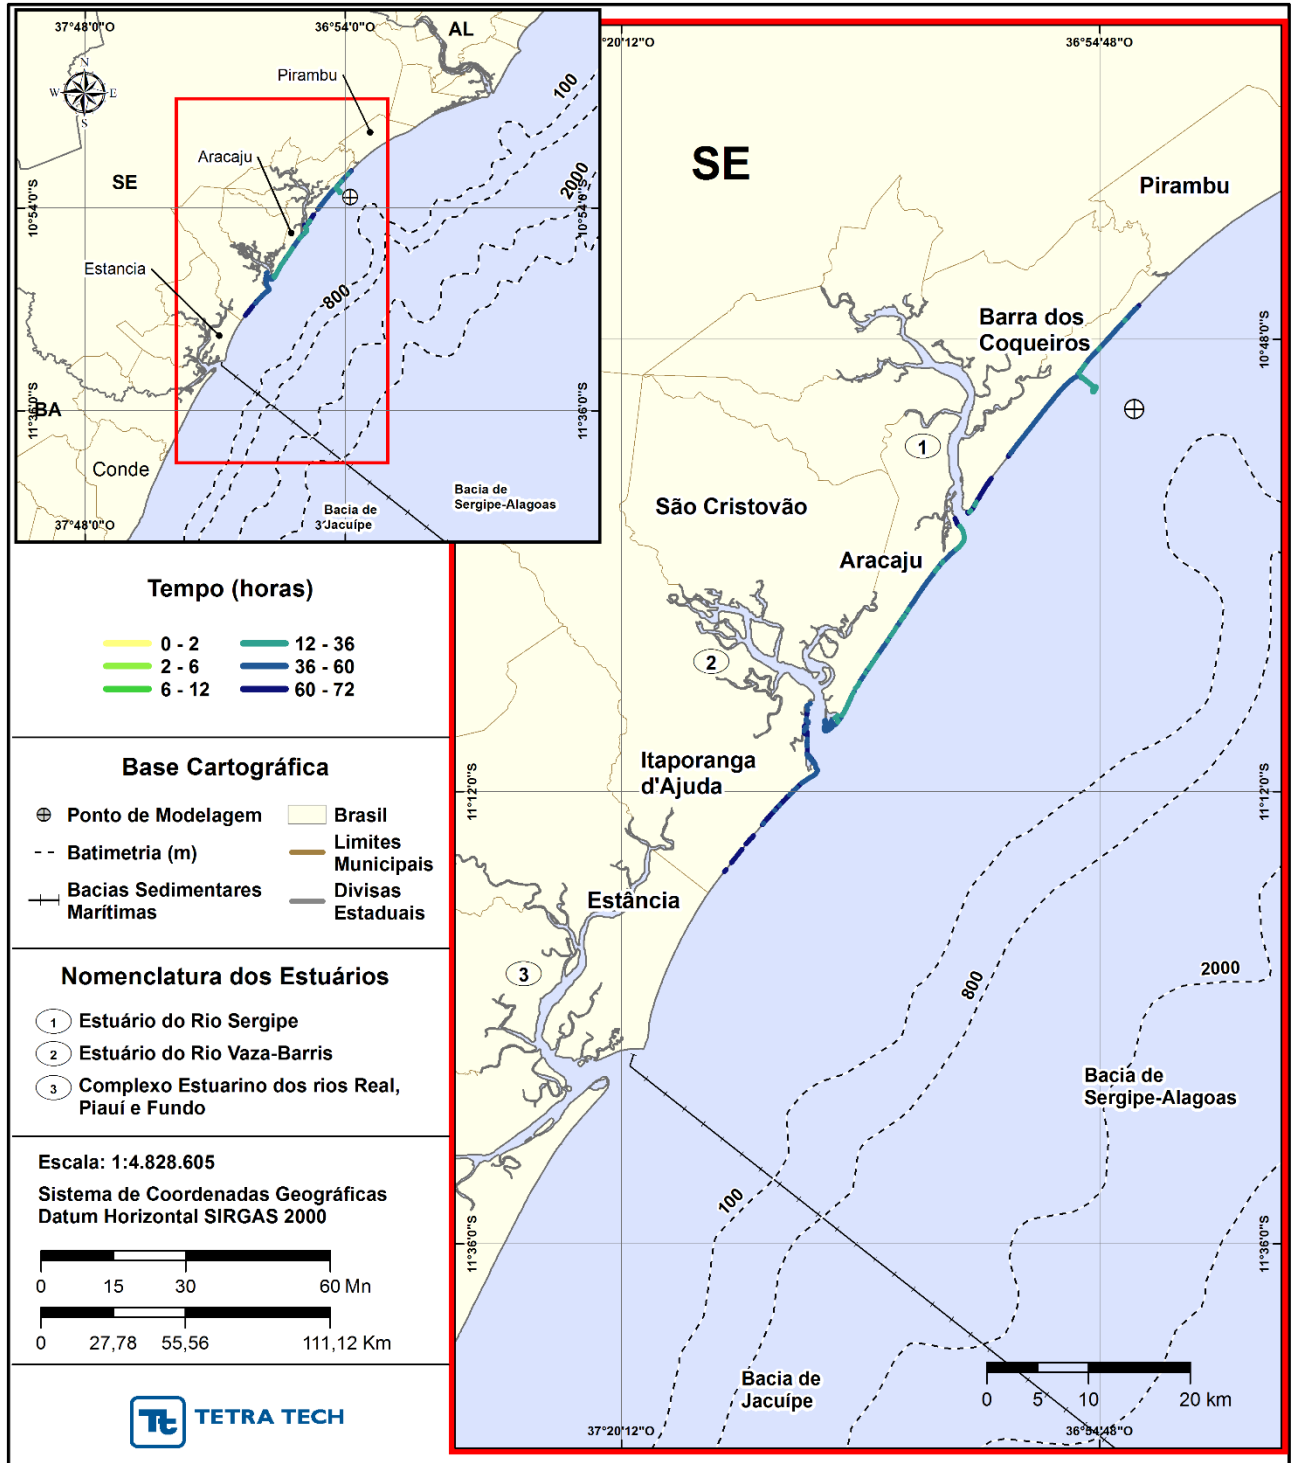 37°48'0"O
36°54'0"O
AL
Pirambu
100
N
W
E
S
Aracaju
2000
SE
10°54'0"S
10°54'0"S
Estancia
800
11°36'0"S
11°36'0"S
BA
Conde
Bacia de
Sergipe-Alagoas
Bacia de
Jacuípe
37°48'0"O
Tempo (horas)
0 - 2
12 - 36
2 - 6
36 - 60
6 - 12
60 - 72
Base Cartográfica
Ponto de Modelagem
Brasil
Batimetria (m)
Limites
Municipais
Bacias Sedimentares
Marítimas
Divisas
Estaduais
Nomenclatura dos Estuários
1 Estuário do Rio Sergipe
2 Estuário do Rio Vaza-Barris
3 Complexo Estuarino dos rios Real,
Piauí e Fundo
Escala: 1:4.828.605
Sistema de Coordenadas Geográficas
Datum Horizontal SIRGAS 2000
0 15 30 60 Mn
0 27,78 55,56 111,12 Km
Tt TETRA TECH
°20'12"O
36°54'48"O
SE
Pirambu
Barra dos
Coqueiros
10°48'0"S
1
São Cristovão
Aracaju
2
Itaporanga
d'Ajuda
11°12'0"S
11°12'0"S
Estância
3
800
2000
Bacia de
Sergipe-Alagoas
100
11°36'0"S
11°36'0"S
Bacia de
Jacuípe
0 5 10 20 km
37°20'12"O
36°54'48"O